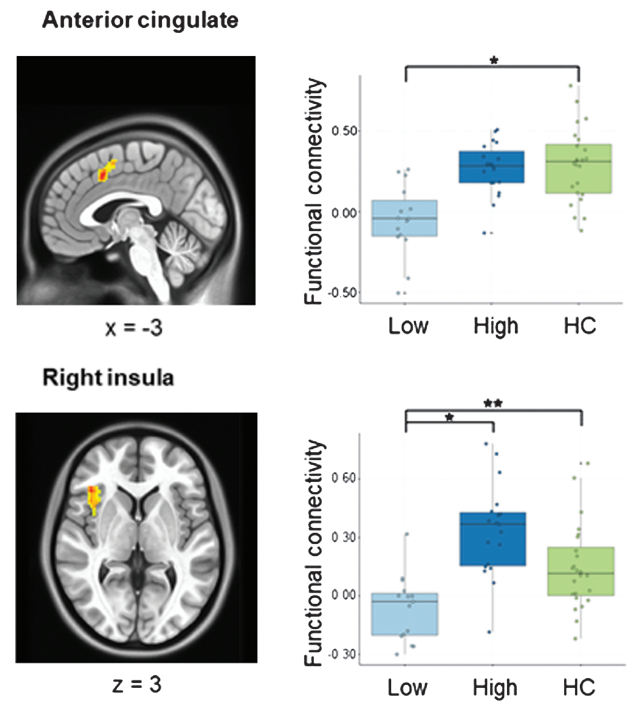 Anterior cingulate
*
Functional connectivity
0 50
0.00
-0.50
Low High HC
x = -3
Right insula
**
*
Functional connectivity
0 60
0 30
0 00
-0 30
Low High HC
z = 3